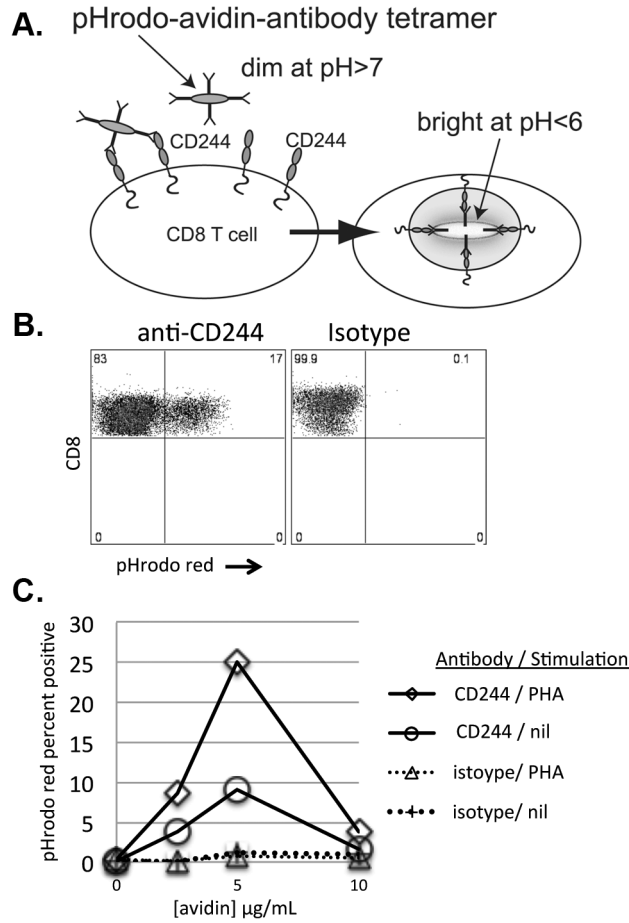 A.
pHrodo-avidin-antibody tetramer
dim at pH>7
bright at pH<6
CD244
CD244
CD8 T cell
B.
anti-CD244
Isotype
83
17
99.9
0.1
CD8
0
0
0
0
pHrodo red
C.
pHrodo red percent positive
30
25
20
15
10
5
0
0
5
10
[avidin] µg/mL
Antibody / Stimulation
CD244 / PHA
CD244 / nil
istoype/ PHA
isotype/ nil